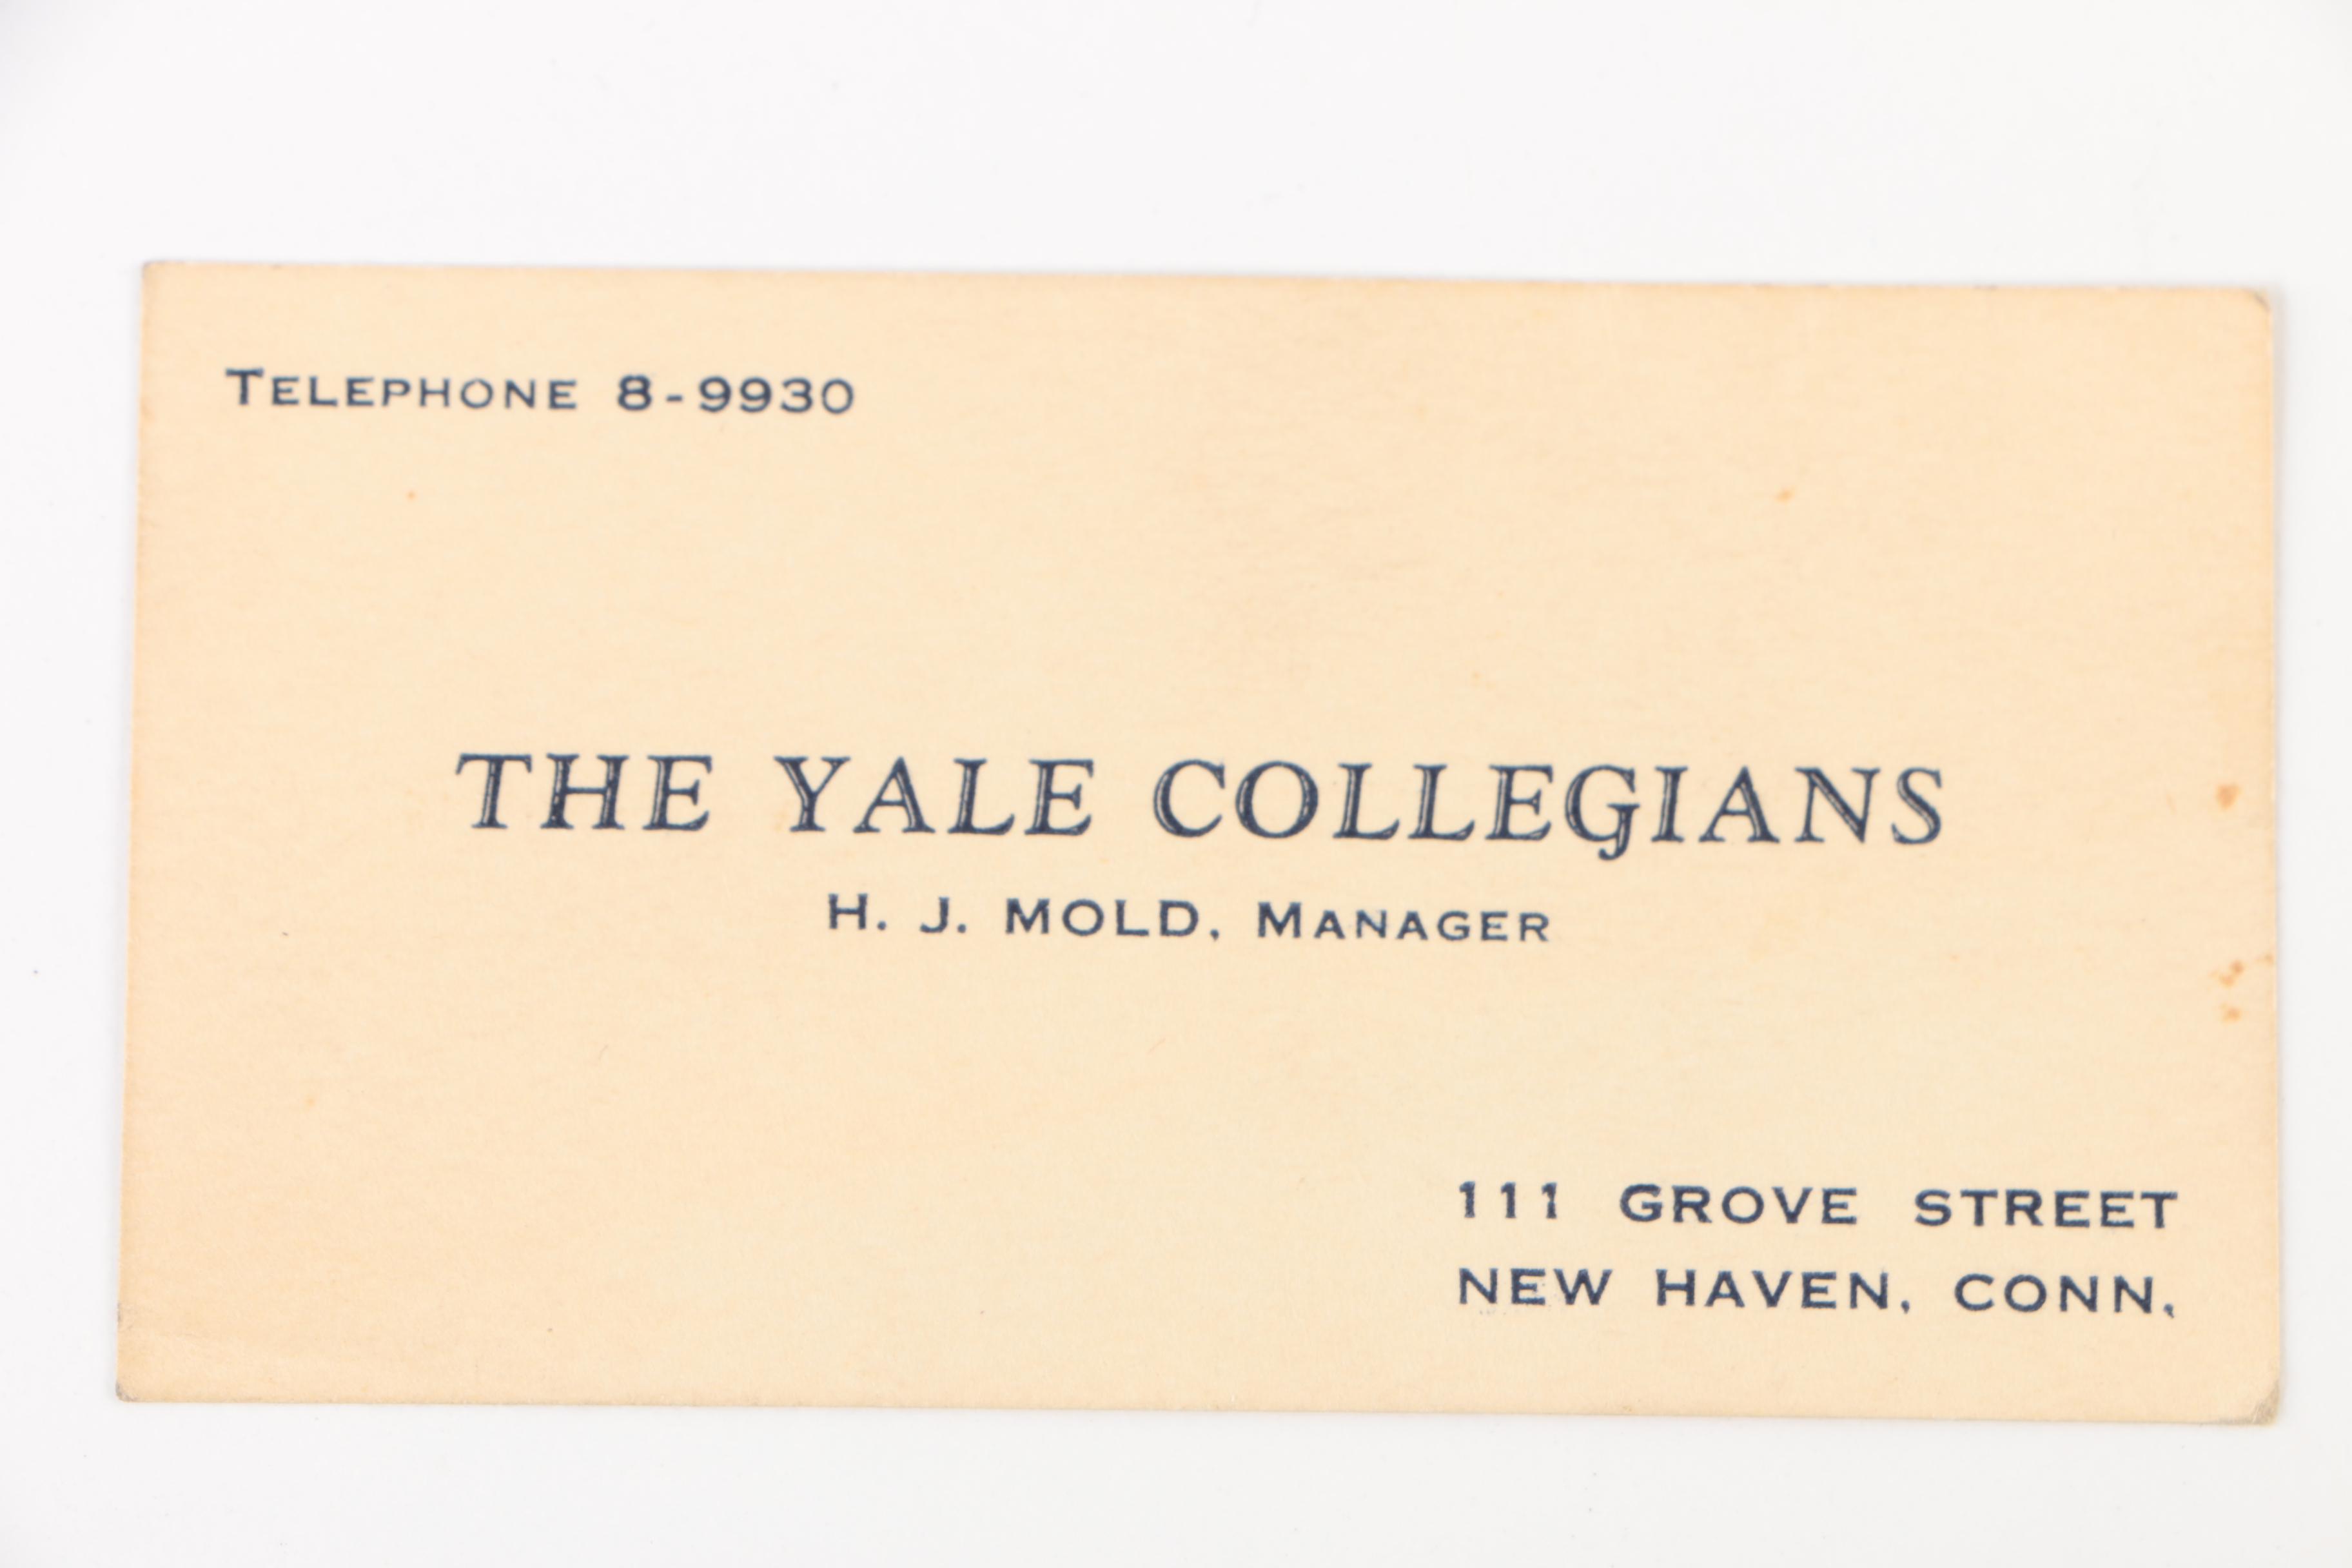 TELEPHONE 8-9930
THE YALE COLLEGIANS
H. J. MOLD, MANAGER
111 GROVE STREET
NEW HAVEN, CONN,